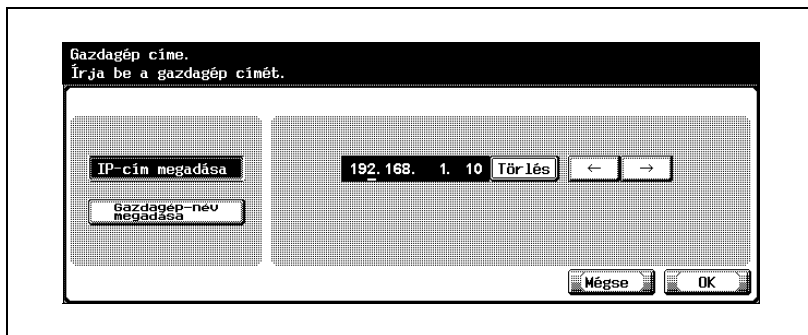 Gazdagép címe.
Írja be a gazdagép címét.
IP-cím megadása
192.168. 1. 10 Törlés ← →
Gazdagép-név
megadása
Mégse OK